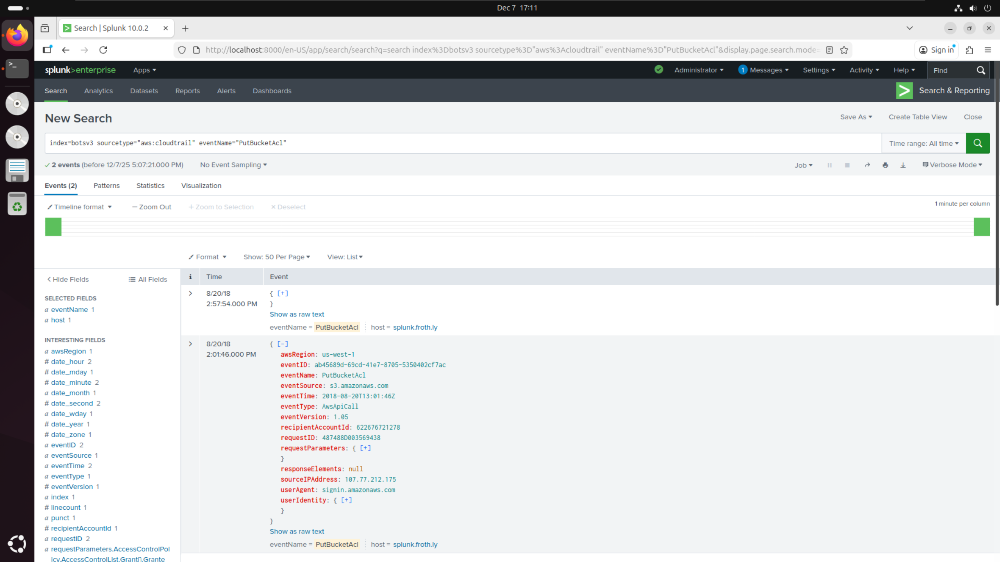 Dec 7 17:11
Search | Splunk 10.0.2
http://localhost:8000/en-US/app/search/search?q=search index%3Dbotsv3 sourcetype%3D"aws%3Acloudtrail" eventName%3D"PutBucketAcl"&display.page.search.mode=
Sign in
splunk>enterprise
Apps
Administrator
1 Messages
Settings
Activity
Help
Find
Search
Analytics
Datasets
Reports
Alerts
Dashboards
Search & Reporting
New Search
Save As
Create Table View
Close
index=botsv3 sourcetype="aws:cloudtrail" eventName="PutBucketAcl"
Time range: All time
2 events (before 12/7/25 5:07:21.000 PM)
No Event Sampling
Job
Verbose Mode
Events (2)
Patterns
Statistics
Visualization
Timeline format
Zoom Out
Zoom to Selection
Deselect
1 minute per column
Format
Show: 50 Per Page
View: List
Hide Fields
All Fields
SELECTED FIELDS
a eventName 1
a host 1
INTERESTING FIELDS
a awsRegion 1
# date_hour 2
# date_mday 1
# date_minute 2
a date_month 1
# date_second 2
a date_wday 1
# date_year 1
# date_zone 1
a eventID 2
a eventSource 1
a eventTime 2
a eventType 1
# eventVersion 1
a index 1
# linecount 1
a punct 1
# recipientAccountId 1
a requestID 2
a requestParameters.AccessControlPol
icy.AccessControlList.Grant{}.Grante
i
Time
Event
8/20/18
2:57:54.000 PM
{ [+]
}
Show as raw text
eventName = PutBucketAcl
host = splunk.froth.ly
8/20/18
2:01:46.000 PM
{ [-]
awsRegion: us-west-1
eventID: ab45689d-69cd-41e7-8705-5350402cf7ac
eventName: PutBucketAcl
eventSource: s3.amazonaws.com
eventTime: 2018-08-20T13:01:46Z
eventType: AwsApiCall
eventVersion: 1.05
recipientAccountId: 622676721278
requestID: 487488D003569438
requestParameters: { [+]
}
responseElements: null
sourceIPAddress: 107.77.212.175
userAgent: signin.amazonaws.com
userIdentity: { [+]
}
}
Show as raw text
eventName = PutBucketAcl
host = splunk.froth.ly